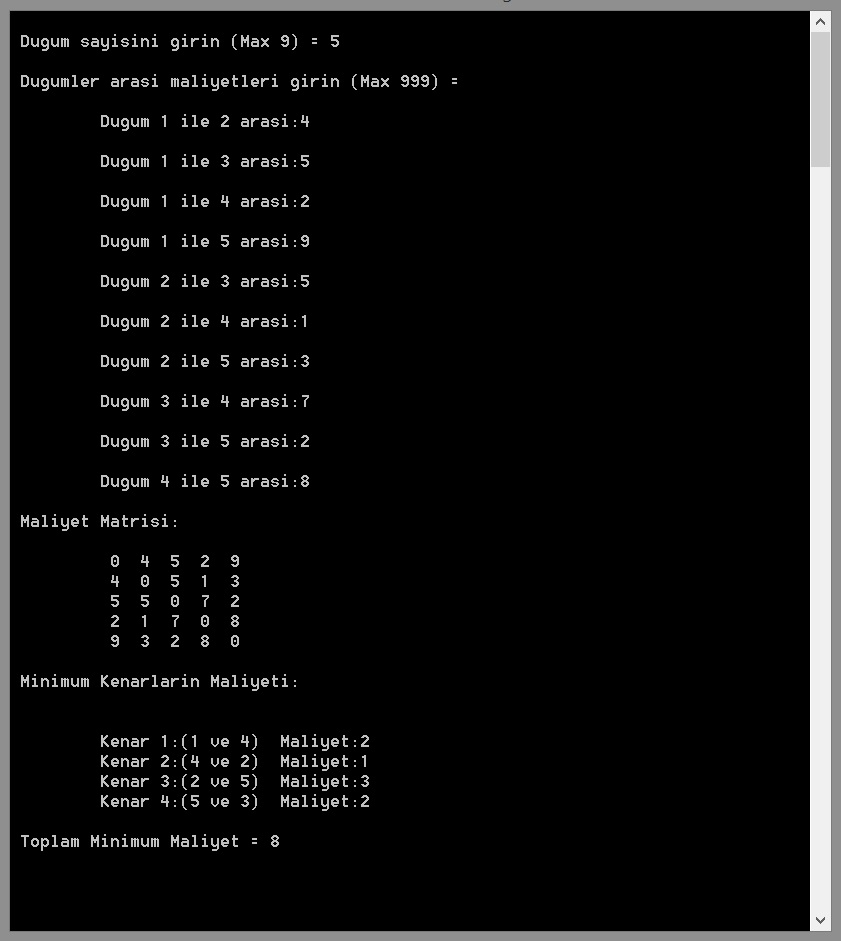 Dugum sayisini girin (Max 9) = 5
Dugumler arasi maliyetleri girin (Max 999) =
Dugum 1 ile 2 arasi:4
Dugum 1 ile 3 arasi:5
Dugum 1 ile 4 arasi:2
Dugum 1 ile 5 arasi:9
Dugum 2 ile 3 arasi:5
Dugum 2 ile 4 arasi:1
Dugum 2 ile 5 arasi:3
Dugum 3 ile 4 arasi:7
Dugum 3 ile 5 arasi:2
Dugum 4 ile 5 arasi:8
Maliyet Matrisi:
0 4 5 2 9
4 0 5 1 3
5 5 0 7 2
2 1 7 0 8
9 3 2 8 0
Minimum Kenarlarin Maliyeti:
Kenar 1:(1 ve 4) Maliyet:2
Kenar 2:(4 ve 2) Maliyet:1
Kenar 3:(2 ve 5) Maliyet:3
Kenar 4:(5 ve 3) Maliyet:2
Toplam Minimum Maliyet = 8